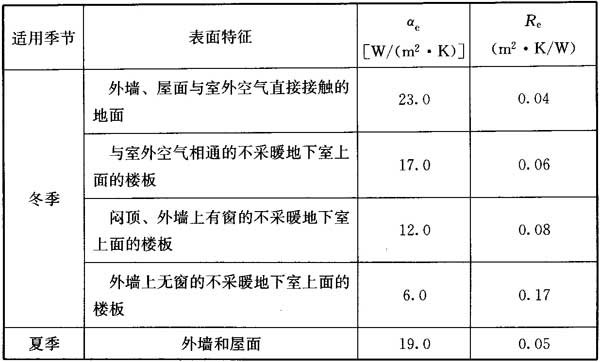 适用季节
表面特征
αe
[W/(m²·K)]
Re
(m²·K/W)
冬季
外墙、屋面与室外空气直接接触的
地面
23.0
0.04
与室外空气相通的不采暖地下室上
面的楼板
17.0
0.06
闷顶、外墙上有窗的不采暖地下室
上面的楼板
12.0
0.08
外墙上无窗的不采暖地下室上面的
楼板
6.0
0.17
夏季
外墙和屋面
19.0
0.05